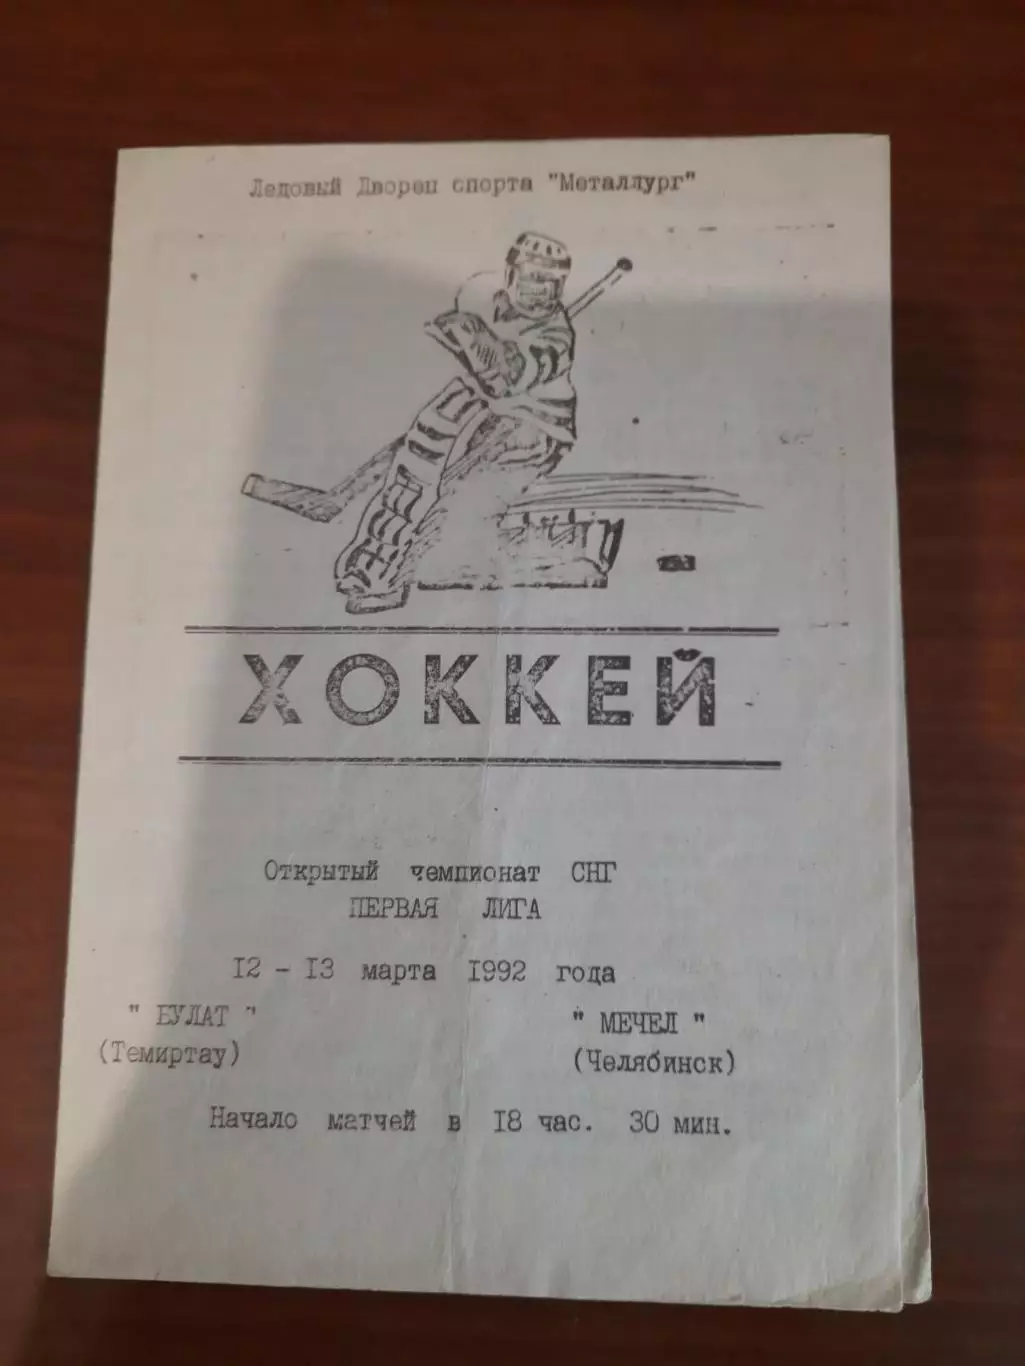 Ледовый Дворец спорта "Металлург"
ХОККЕЙ
Открытый чемпионат СНГ
ПЕРВАЯ ЛИГА
12 - 13 марта 1992 года
" БУЛАТ " " МЕЧЕЛ "
(Темиртау) (Челябинск)
Начало матчей в 18 час. 30 мин.